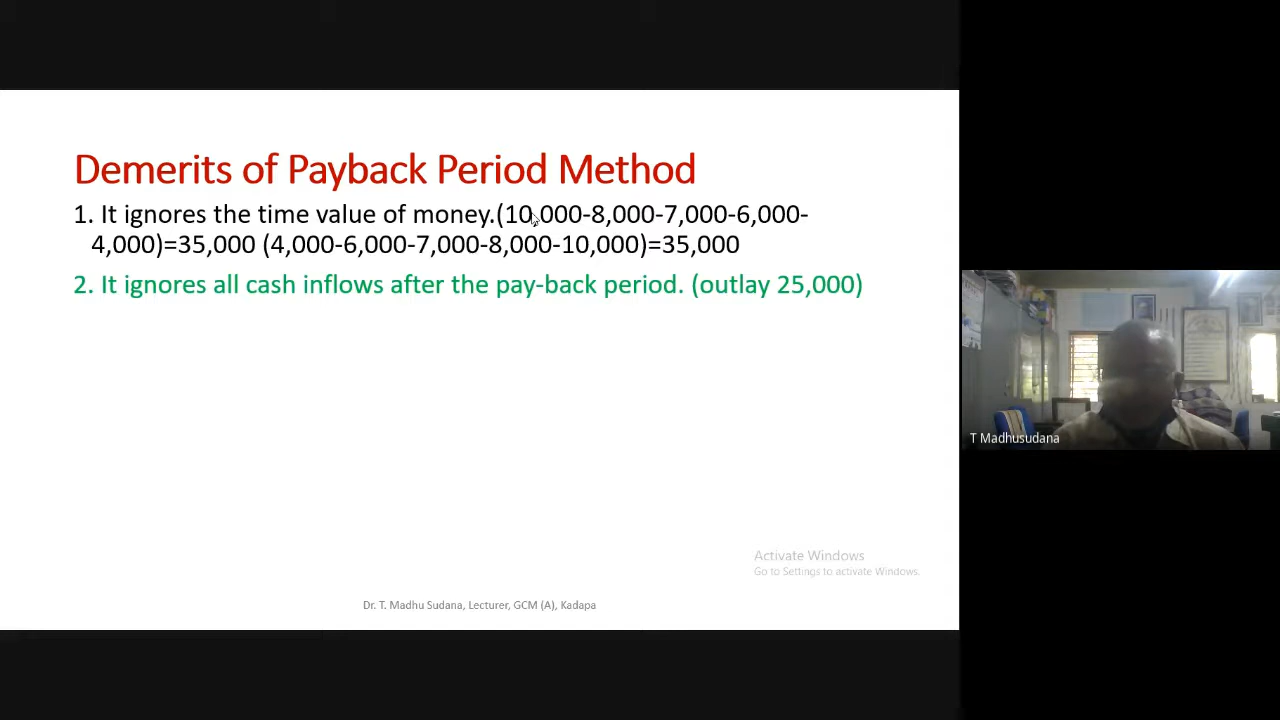 Demerits of Payback Period Method
1. It ignores the time value of money.(10,000-8,000-7,000-6,000-
4,000)=35,000 (4,000-6,000-7,000-8,000-10,000)=35,000
2. It ignores all cash inflows after the pay-back period. (outlay 25,000)
T Madhusudana
Activate Windows
Go to Settings to activate Windows.
Dr. T. Madhu Sudana, Lecturer, GCM (A), Kadapa